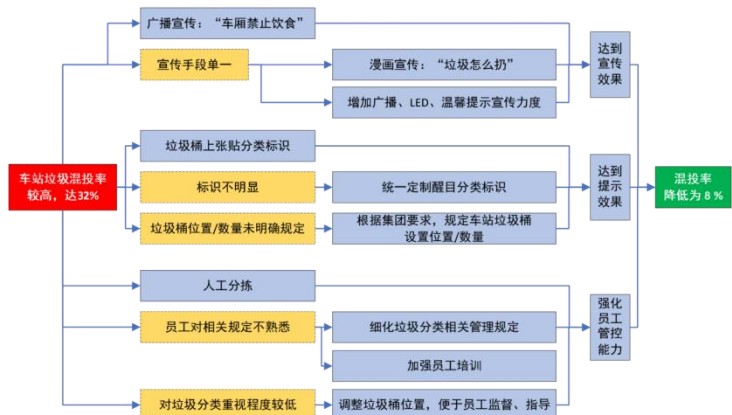 广播宣传：“车厢禁止饮食”
宣传手段单一
漫画宣传：“垃圾怎么扔”
增加广播、LED、温馨提示宣传力度
达到
宣传
效果
垃圾桶上张贴分类标识
车站垃圾混投率
较高，达32%
标识不明显
统一定制醒目分类标识
垃圾桶位置/数量未明确规定
根据集团要求，规定车站垃圾桶
设置位置/数量
达到
提示
效果
混投率
降低为 8 %
人工分拣
员工对相关规定不熟悉
细化垃圾分类相关管理规定
加强员工培训
对垃圾分类重视程度较低
调整垃圾桶位置，便于员工监督、指导
强化
员工
管控
能力